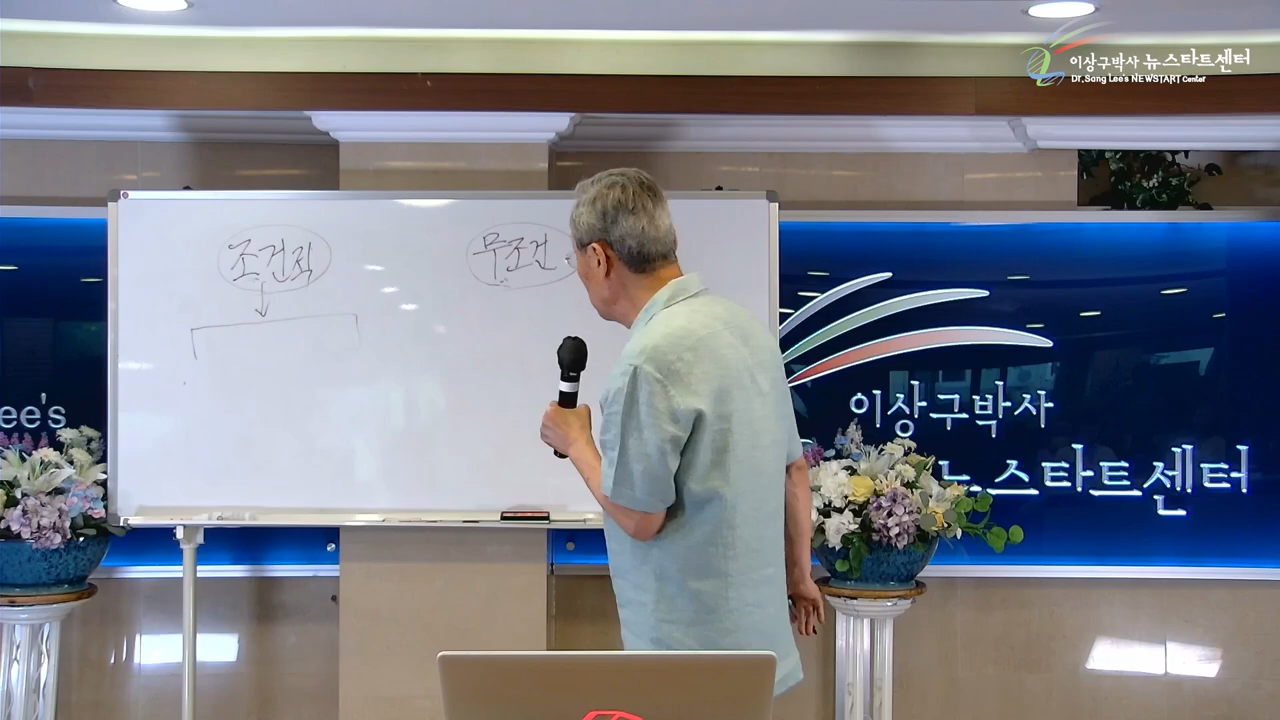 이상구박사 뉴스타트센터
Dr.Sang Lee's NEWSTART Center
조건적
무조건
ee's
이상구박사
뉴스타트센터